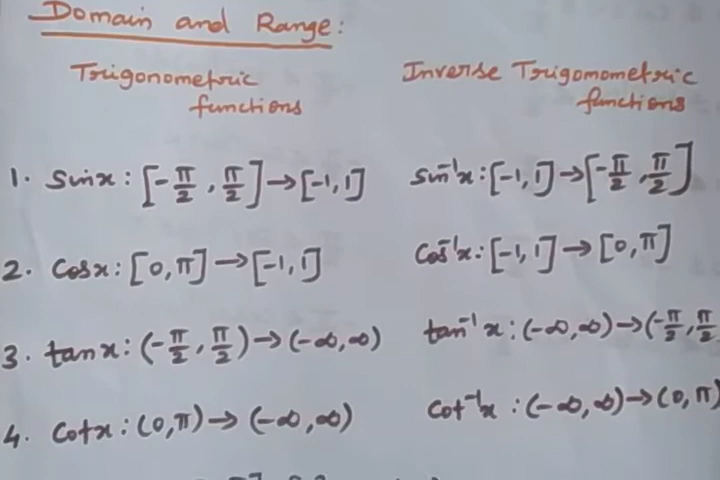 Domain and Range:
Trigonometric functions
Inverse Trigomometric functions
1. sinx : [-π/2, π/2] → [-1, 1]
sin⁻¹x : [-1, 1] → [-π/2, π/2]
2. Cosx : [0, π] → [-1, 1]
Cos⁻¹x : [-1, 1] → [0, π]
3. tanx : (-π/2, π/2) → (-∞, ∞)
tan⁻¹x : (-∞, ∞) → (-π/2, π/2
4. Cotx : (0, π) → (-∞, ∞)
Cot⁻¹x : (-∞, ∞) → (0, π)